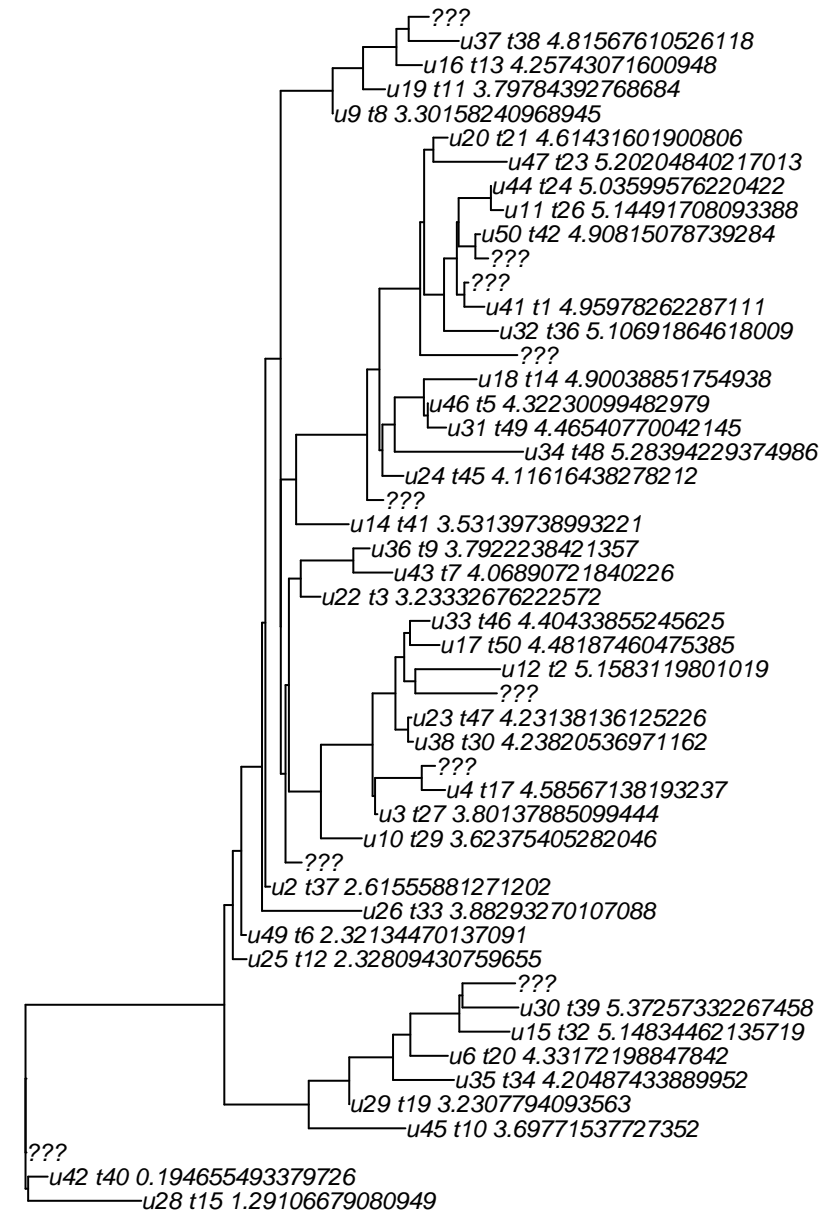 ???
u37 t38 4.81567610526118
u16 t13 4.25743071600948
u19 t11 3.79784392768684
u9 t8 3.30158240968945
u20 t21 4.61431601900806
u47 t23 5.20204840217013
u44 t24 5.03599576220422
u11 t26 5.14491708093388
u50 t42 4.90815078739284
???
???
u41 t1 4.95978262287111
u32 t36 5.10691864618009
???
u18 t14 4.90038851754938
u46 t5 4.32230099482979
u31 t49 4.46540770042145
u34 t48 5.28394229374986
u24 t45 4.11616438278212
???
u14 t41 3.53139738993221
u36 t9 3.7922238421357
u43 t7 4.06890721840226
u22 t3 3.23332676222572
u33 t46 4.40433855245625
u17 t50 4.48187460475385
u12 t2 5.1583119801019
???
u23 t47 4.23138136125226
u38 t30 4.23820536971162
???
u4 t17 4.58567138193237
u3 t27 3.80137885099444
u10 t29 3.62375405282046
???
u2 t37 2.61555881271202
u26 t33 3.88293270107088
u49 t6 2.32134470137091
u25 t12 2.32809430759655
???
u30 t39 5.37257332267458
u15 t32 5.14834462135719
u6 t20 4.33172198847842
u35 t34 4.20487433889952
u29 t19 3.2307794093563
u45 t10 3.69771537727352
???
u42 t40 0.194655493379726
u28 t15 1.29106679080949